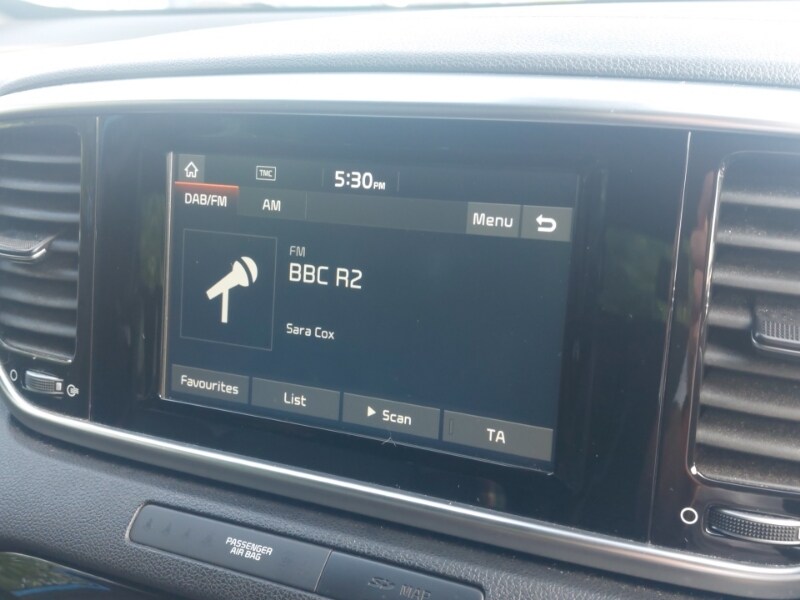 TMC
5:30PM
DAB/FM
AM
Menu
FM
BBC R2
Sara Cox
Favourites
List
Scan
TA
PASSENGER
AIR BAG
MAP